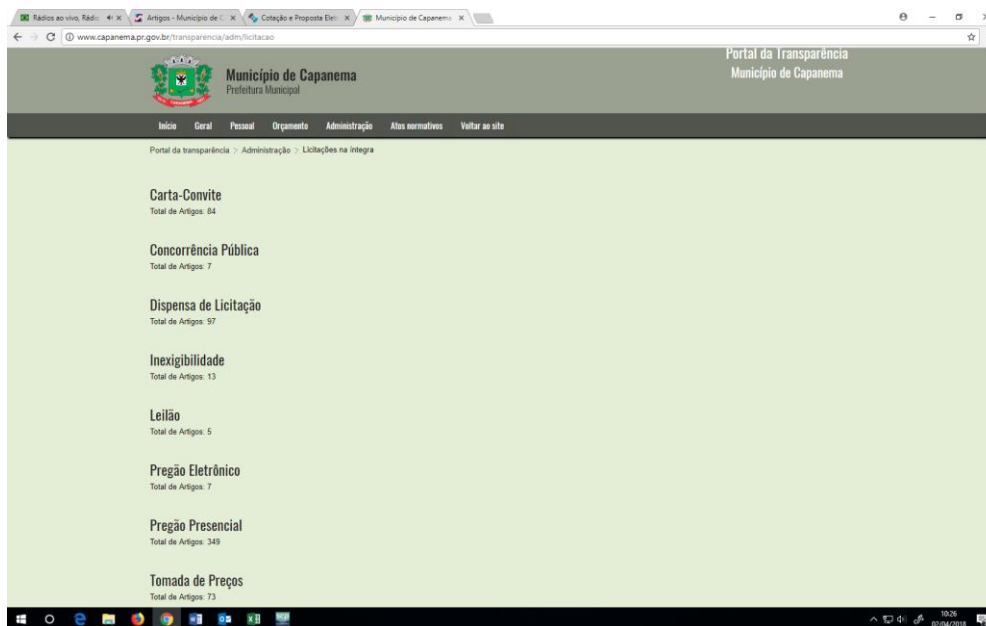 Rádios ao vivo, Rádio
Artigos - Município de C
Cotação e Proposta Elet
Município de Capanema
www.capanema.pr.gov.br/transparencia/adm/licitacao
Portal da Transparência
Município de Capanema
Município de Capanema
Prefeitura Municipal
Início Geral Pessoal Orçamento Administração Atos normativos Voltar ao site
Portal da transparência > Administração > Licitações na íntegra
Carta-Convite
Total de Artigos: 84
Concorrência Pública
Total de Artigos: 7
Dispensa de Licitação
Total de Artigos: 97
Inexigibilidade
Total de Artigos: 13
Leilão
Total de Artigos: 5
Pregão Eletrônico
Total de Artigos: 7
Pregão Presencial
Total de Artigos: 349
Tomada de Preços
Total de Artigos: 73
10:26
02/04/2018